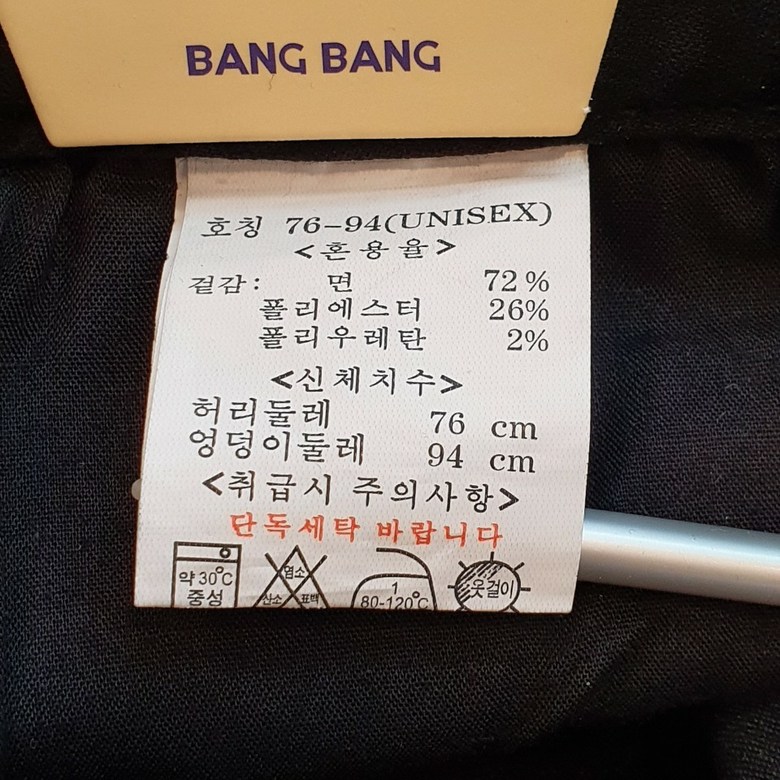 BANG BANG
호칭 76-94(UNISEX)
<혼용율>
겉감: 면 72%
폴리에스터 26%
폴리우레탄 2%
<신체치수>
허리둘레 76 cm
엉덩이둘레 94 cm
<취급시 주의사항>
단독세탁 바랍니다
약 30℃
중성
염소
산소 표백
1
80-120℃
옷걸이